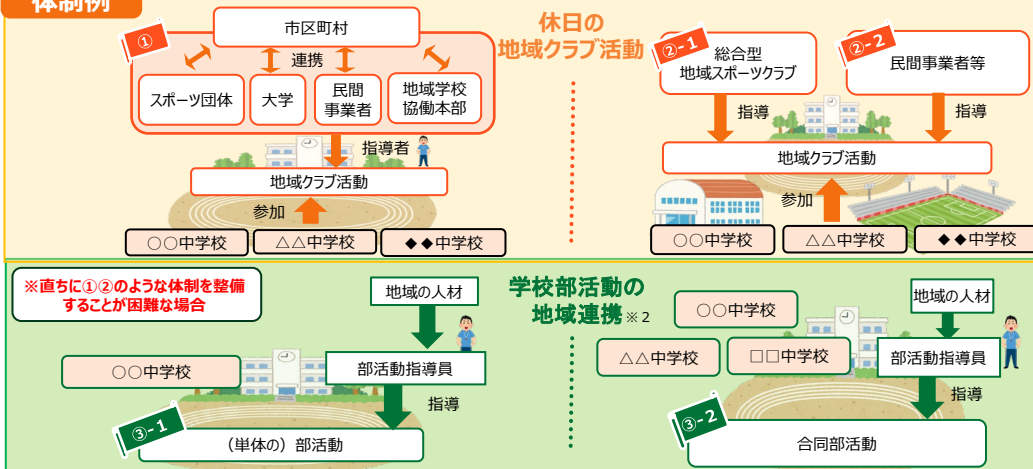 体制例
休日の
地域クラブ活動
①
市区町村
連携
スポーツ団体
大学
民間
事業者
地域学校
協働本部
指導者
地域クラブ活動
参加
○○中学校
△△中学校
◆◆中学校
②-1
総合型
地域スポーツクラブ
②-2
民間事業者等
指導
指導
地域クラブ活動
参加
○○中学校
△△中学校
◆◆中学校
※直ちに①②のような体制を整備
することが困難な場合
学校部活動の
地域連携※2
地域の人材
○○中学校
部活動指導員
指導
③-1
（単体の）部活動
地域の人材
○○中学校
△△中学校
□□中学校
部活動指導員
指導
③-2
合同部活動